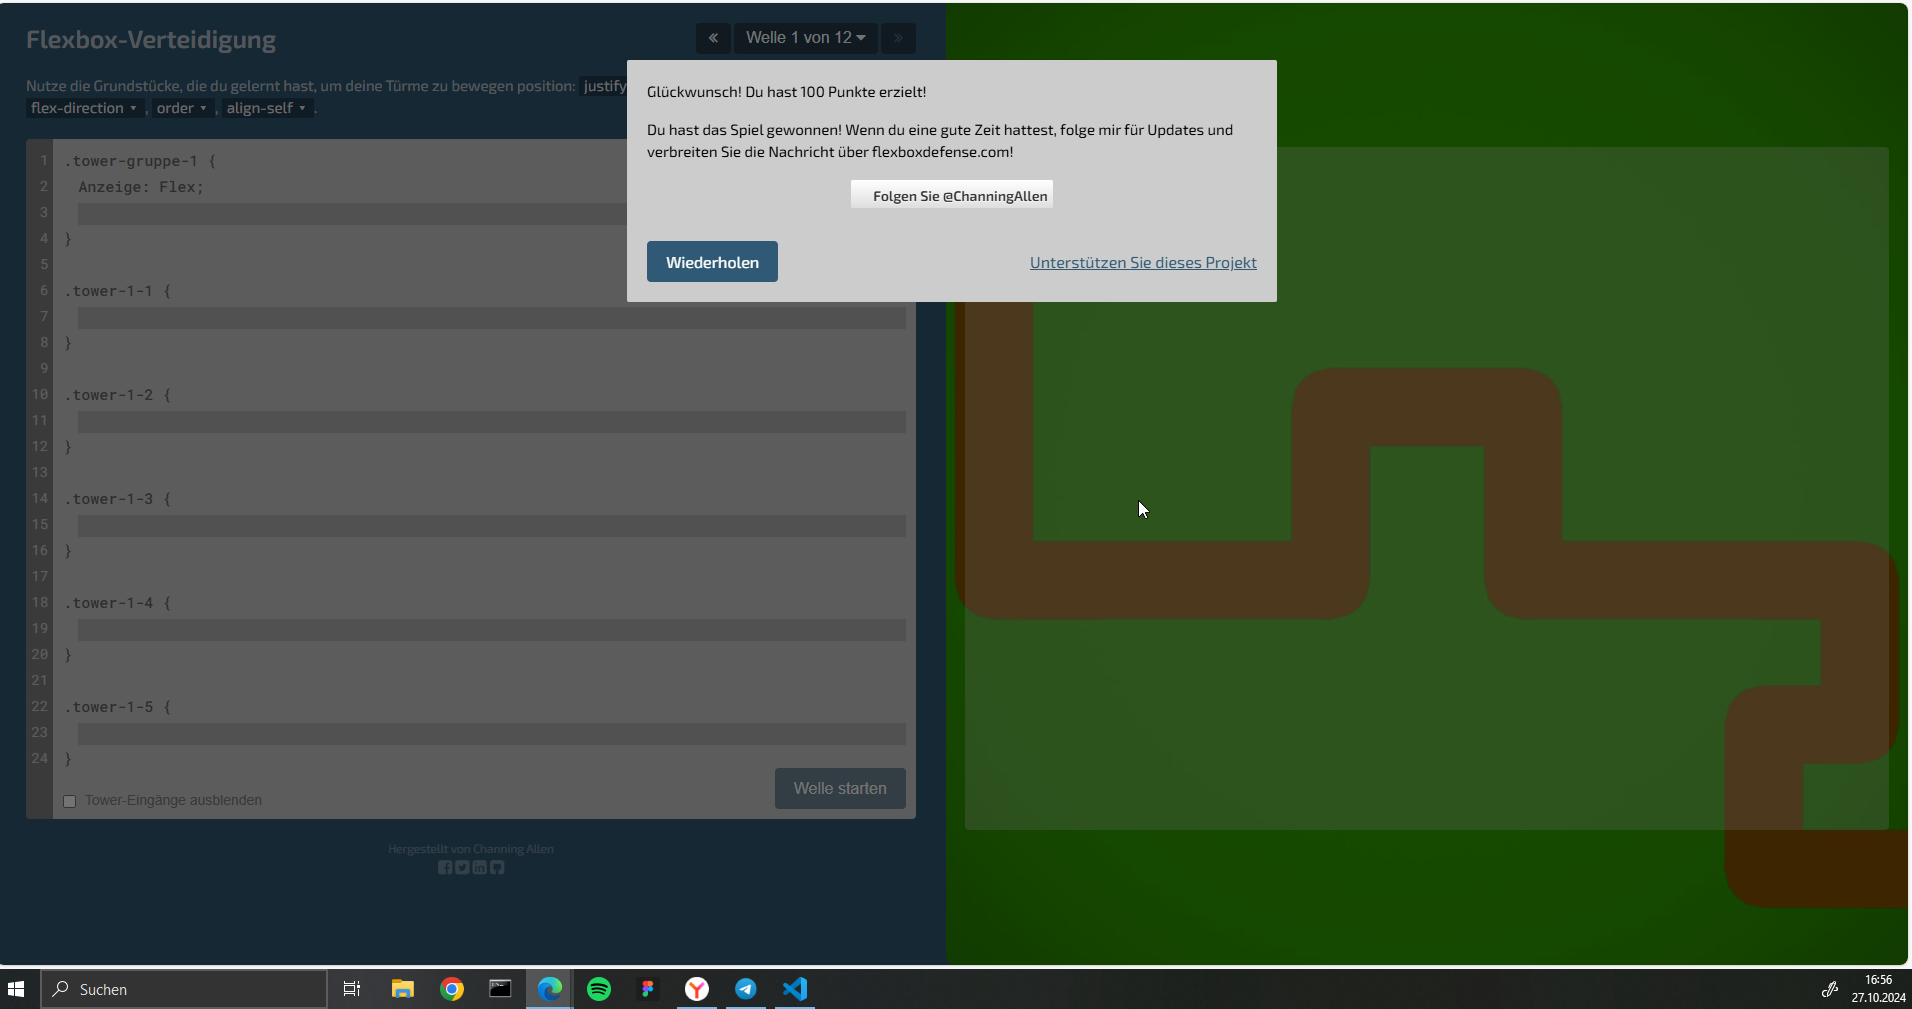 Flexbox-Verteidigung
«
Welle 1 von 12
»
Nutze die Grundstücke, die du gelernt hast, um deine Türme zu bewegen position: justify
flex-direction ▾ , order ▾ , align-self ▾ .
Glückwunsch! Du hast 100 Punkte erzielt!
Du hast das Spiel gewonnen! Wenn du eine gute Zeit hattest, folge mir für Updates und
verbreiten Sie die Nachricht über flexboxdefense.com!
Folgen Sie @ChanningAllen
Wiederholen
Unterstützen Sie dieses Projekt
1 .tower-gruppe-1 {
2 Anzeige: Flex;
3
4 }
5
6 .tower-1-1 {
7
8 }
9
10 .tower-1-2 {
11
12 }
13
14 .tower-1-3 {
15
16 }
17
18 .tower-1-4 {
19
20 }
21
22 .tower-1-5 {
23
24 }
Welle starten
Tower-Eingänge ausblenden
Hergestellt von Channing Allen
Suchen
16:56
27.10.2024